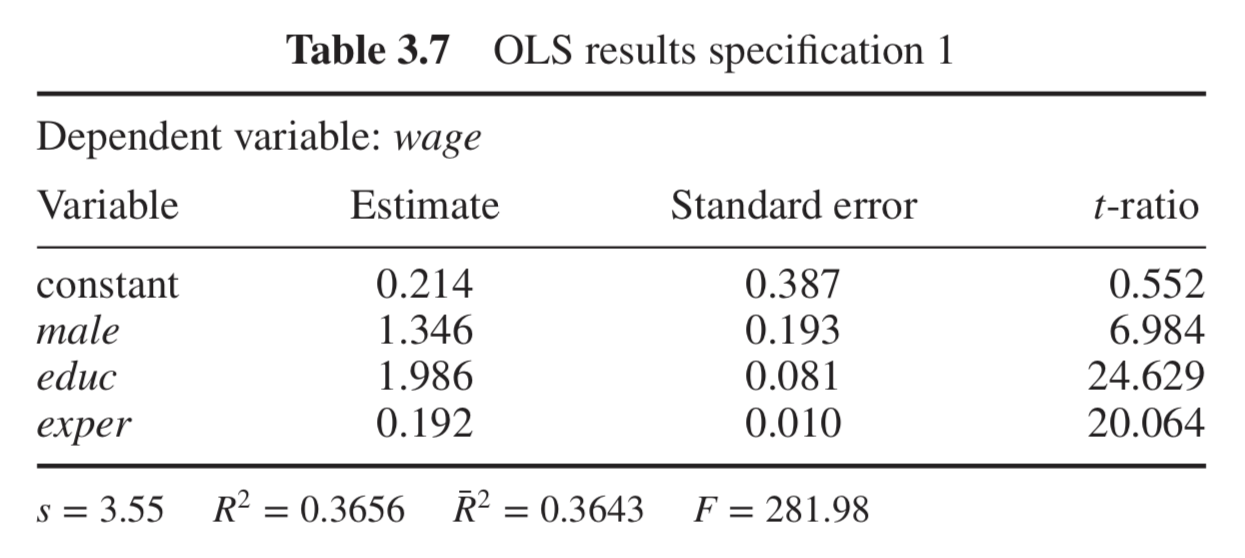 Table 3.7 OLS results specification 1
Dependent variable: wage
Variable Estimate Standard error t-ratio
constant 0.214 0.387 0.552
male 1.346 0.193 6.984
educ 1.986 0.081 24.629
exper 0.192 0.010 20.064
s = 3.55 R² = 0.3656 R̄² = 0.3643 F = 281.98